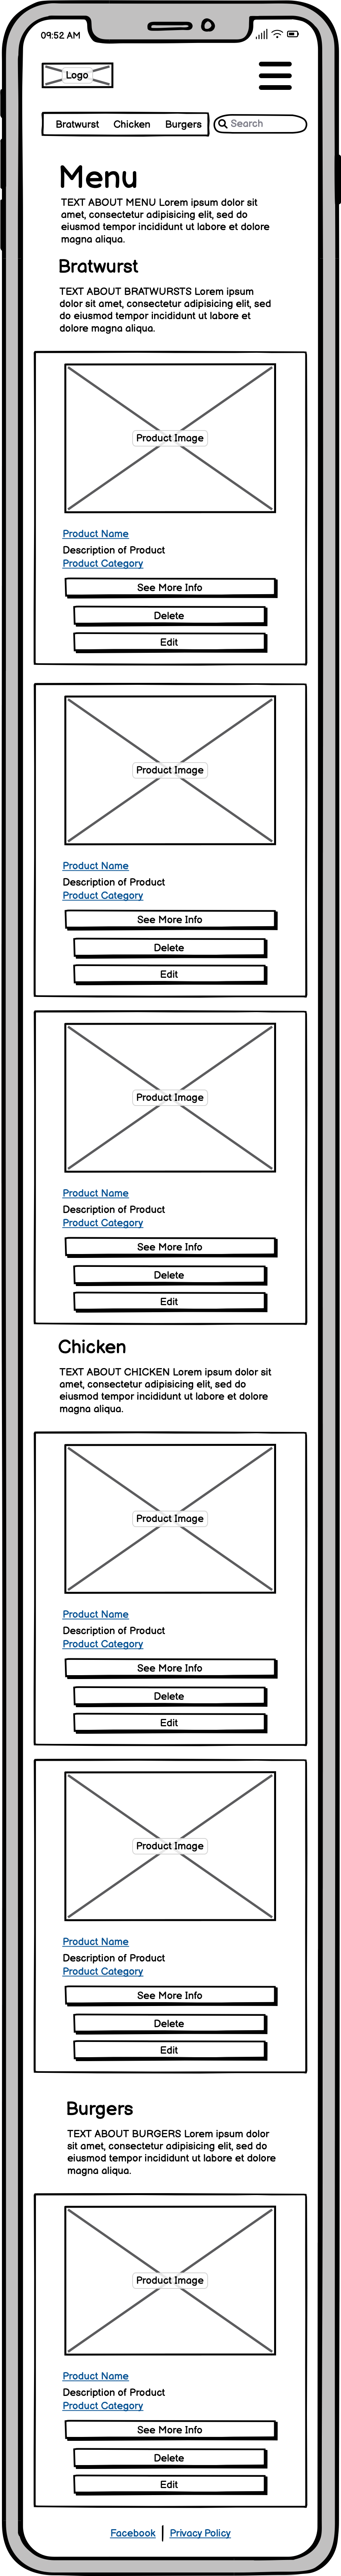 09:52 AM
Logo
Bratwurst Chicken Burgers Search
Menu
TEXT ABOUT MENU Lorem ipsum dolor sit
amet, consectetur adipisicing elit, sed do
eiusmod tempor incididunt ut labore et dolore
magna aliqua.
Bratwurst
TEXT ABOUT BRATWURSTS Lorem ipsum
dolor sit amet, consectetur adipisicing elit, sed
do eiusmod tempor incididunt ut labore et
dolore magna aliqua.
Product Image
Product Name
Description of Product
Product Category
See More Info
Delete
Edit
Product Image
Product Name
Description of Product
Product Category
See More Info
Delete
Edit
Product Image
Product Name
Description of Product
Product Category
See More Info
Delete
Edit
Chicken
TEXT ABOUT CHICKEN Lorem ipsum dolor sit
amet, consectetur adipisicing elit, sed do
eiusmod tempor incididunt ut labore et dolore
magna aliqua.
Product Image
Product Name
Description of Product
Product Category
See More Info
Delete
Edit
Product Image
Product Name
Description of Product
Product Category
See More Info
Delete
Edit
Burgers
TEXT ABOUT BURGERS Lorem ipsum dolor
sit amet, consectetur adipisicing elit, sed do
eiusmod tempor incididunt ut labore et dolore
magna aliqua.
Product Image
Product Name
Description of Product
Product Category
See More Info
Delete
Edit
Facebook | Privacy Policy